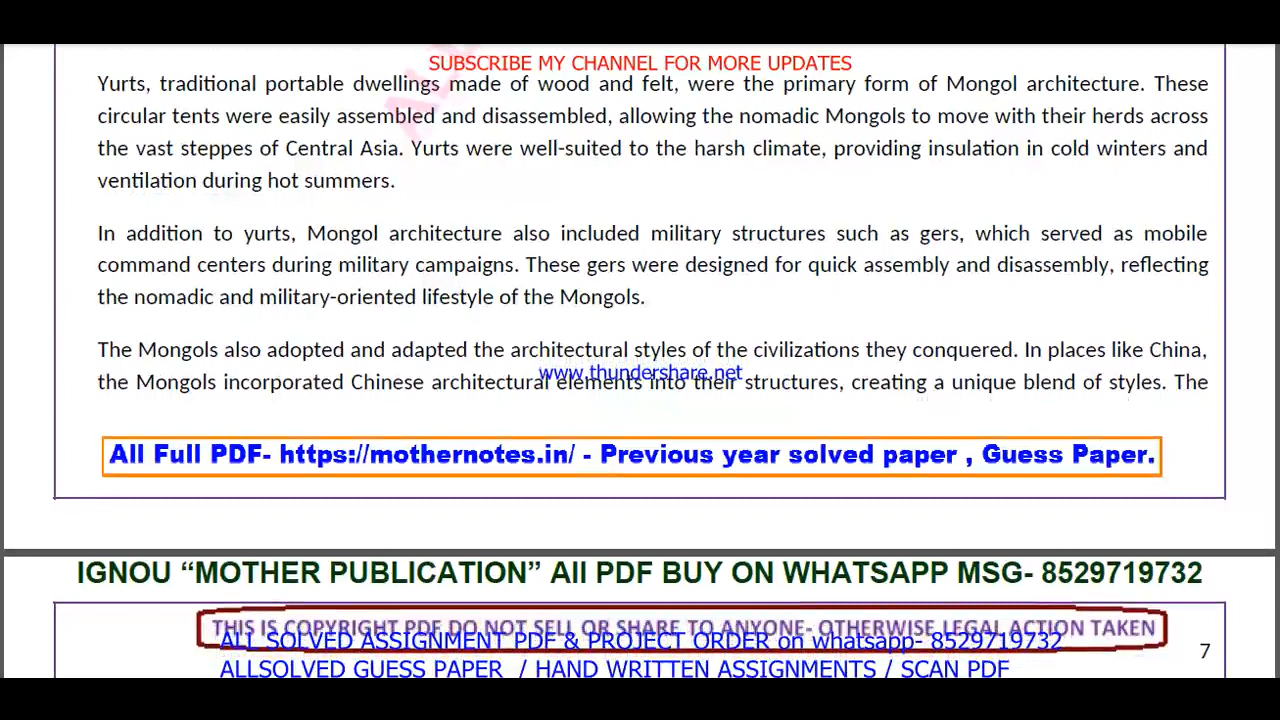 SUBSCRIBE MY CHANNEL FOR MORE UPDATES
Yurts, traditional portable dwellings made of wood and felt, were the primary form of Mongol architecture. These
circular tents were easily assembled and disassembled, allowing the nomadic Mongols to move with their herds across
the vast steppes of Central Asia. Yurts were well-suited to the harsh climate, providing insulation in cold winters and
ventilation during hot summers.
In addition to yurts, Mongol architecture also included military structures such as gers, which served as mobile
command centers during military campaigns. These gers were designed for quick assembly and disassembly, reflecting
the nomadic and military-oriented lifestyle of the Mongols.
The Mongols also adopted and adapted the architectural styles of the civilizations they conquered. In places like China,
www.thundershare.net
the Mongols incorporated Chinese architectural elements into their structures, creating a unique blend of styles. The
All Full PDF- https://mothernotes.in/ - Previous year solved paper , Guess Paper.
IGNOU “MOTHER PUBLICATION” All PDF BUY ON WHATSAPP MSG- 8529719732
THIS IS COPYRIGHT PDF DO NOT SELL OR SHARE TO ANYONE- OTHERWISE LEGAL ACTION TAKEN
ALL SOLVED ASSIGNMENT PDF & PROJECT ORDER on whatsapp- 8529719732
7
ALLSOLVED GUESS PAPER / HAND WRITTEN ASSIGNMENTS / SCAN PDF